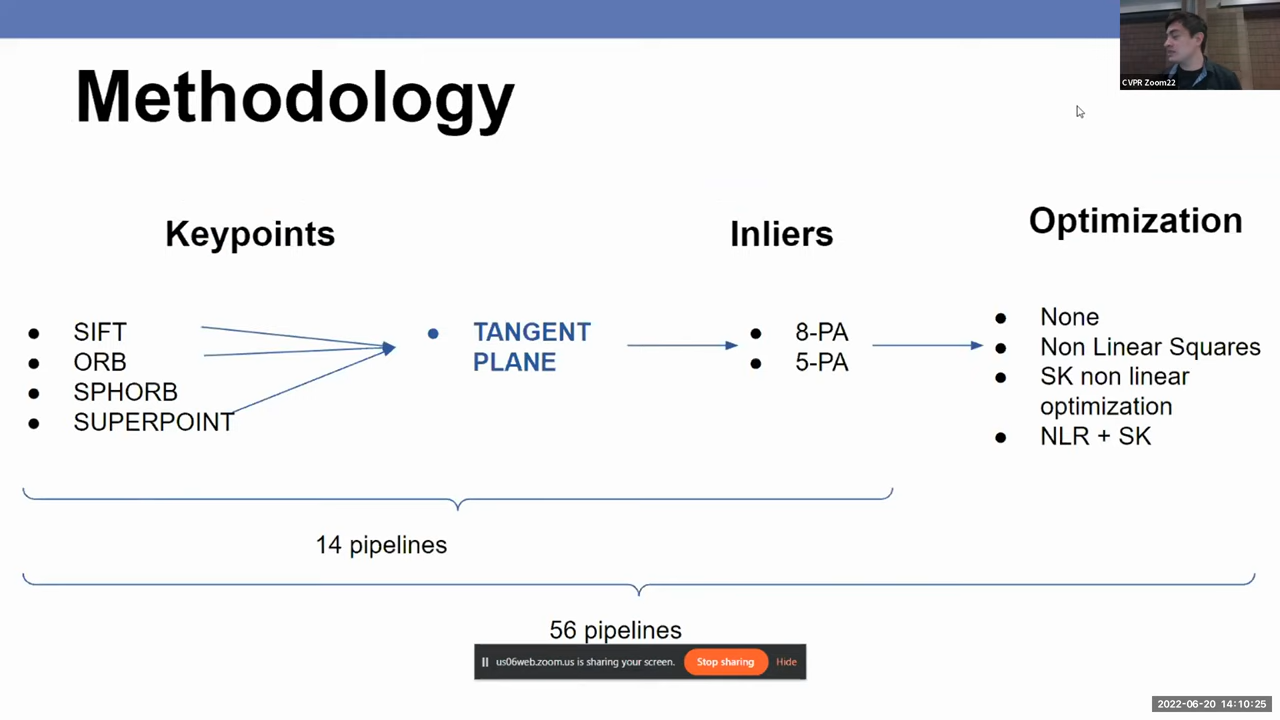 CVPR Zoom22
Methodology
Keypoints
Inliers
Optimization
SIFT
ORB
SPHORB
SUPERPOINT
TANGENT
PLANE
8-PA
5-PA
None
Non Linear Squares
SK non linear
optimization
NLR + SK
14 pipelines
56 pipelines
us06web.zoom.us is sharing your screen.
Stop sharing
Hide
2022-06-20 14:10:25